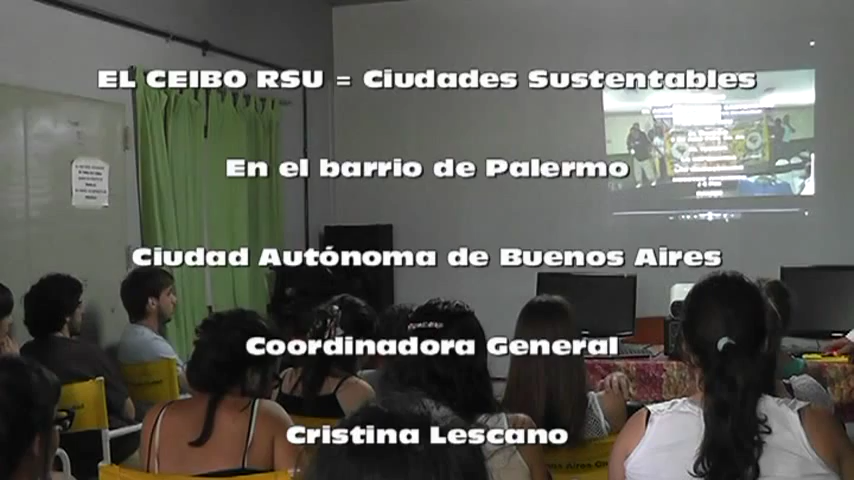 EL CEIBO RSU = Ciudades Sustentables
En el barrio de Palermo
Ciudad Autónoma de Buenos Aires
Coordinadora General
Cristina Lescano